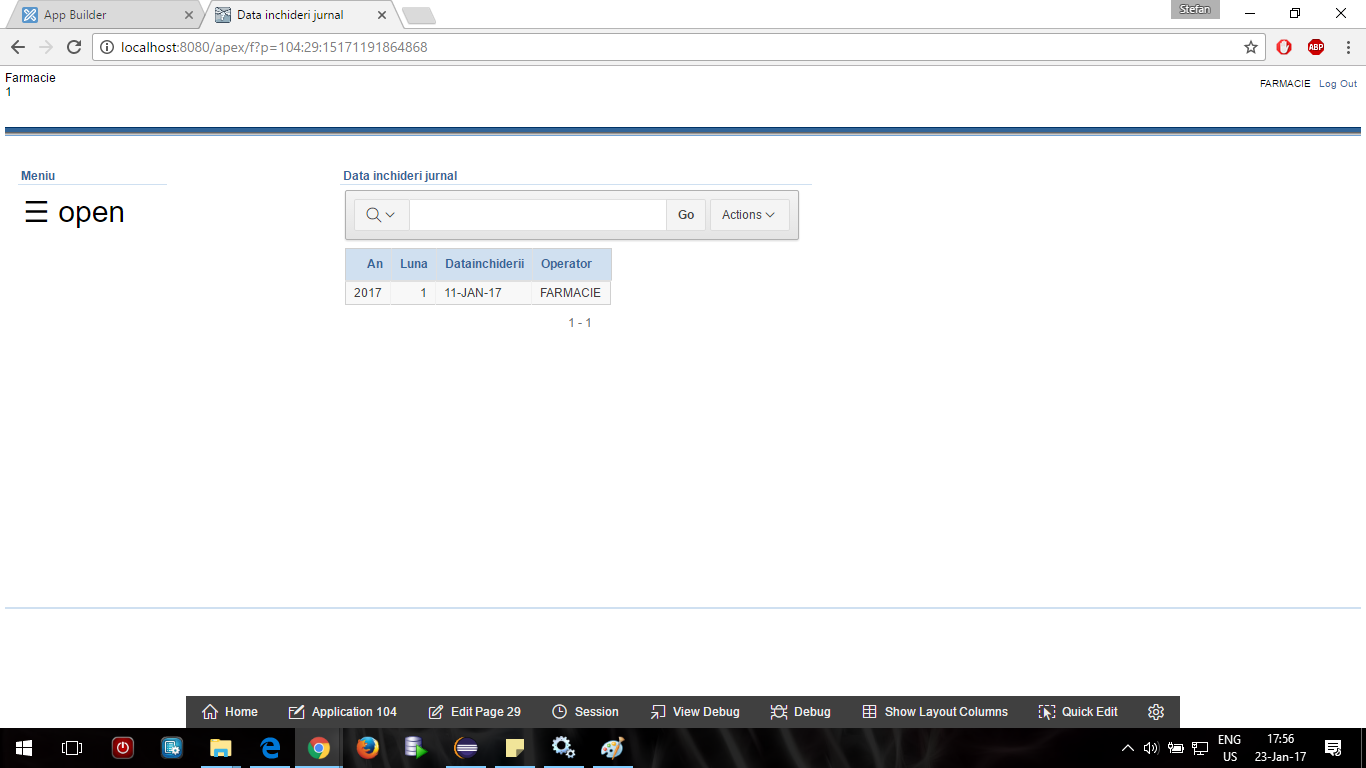 App Builder
Data inchideri jurnal
Stefan
localhost:8080/apex/f?p=104:29:15171191864868
ABP
Farmacie
1
FARMACIE Log Out
Meniu
☰ open
Data inchideri jurnal
Go Actions
An Luna Datainchiderii Operator
2017 1 11-JAN-17 FARMACIE
1 - 1
Home Application 104 Edit Page 29 Session View Debug Debug Show Layout Columns Quick Edit
ENG 17:56
US 23-Jan-17